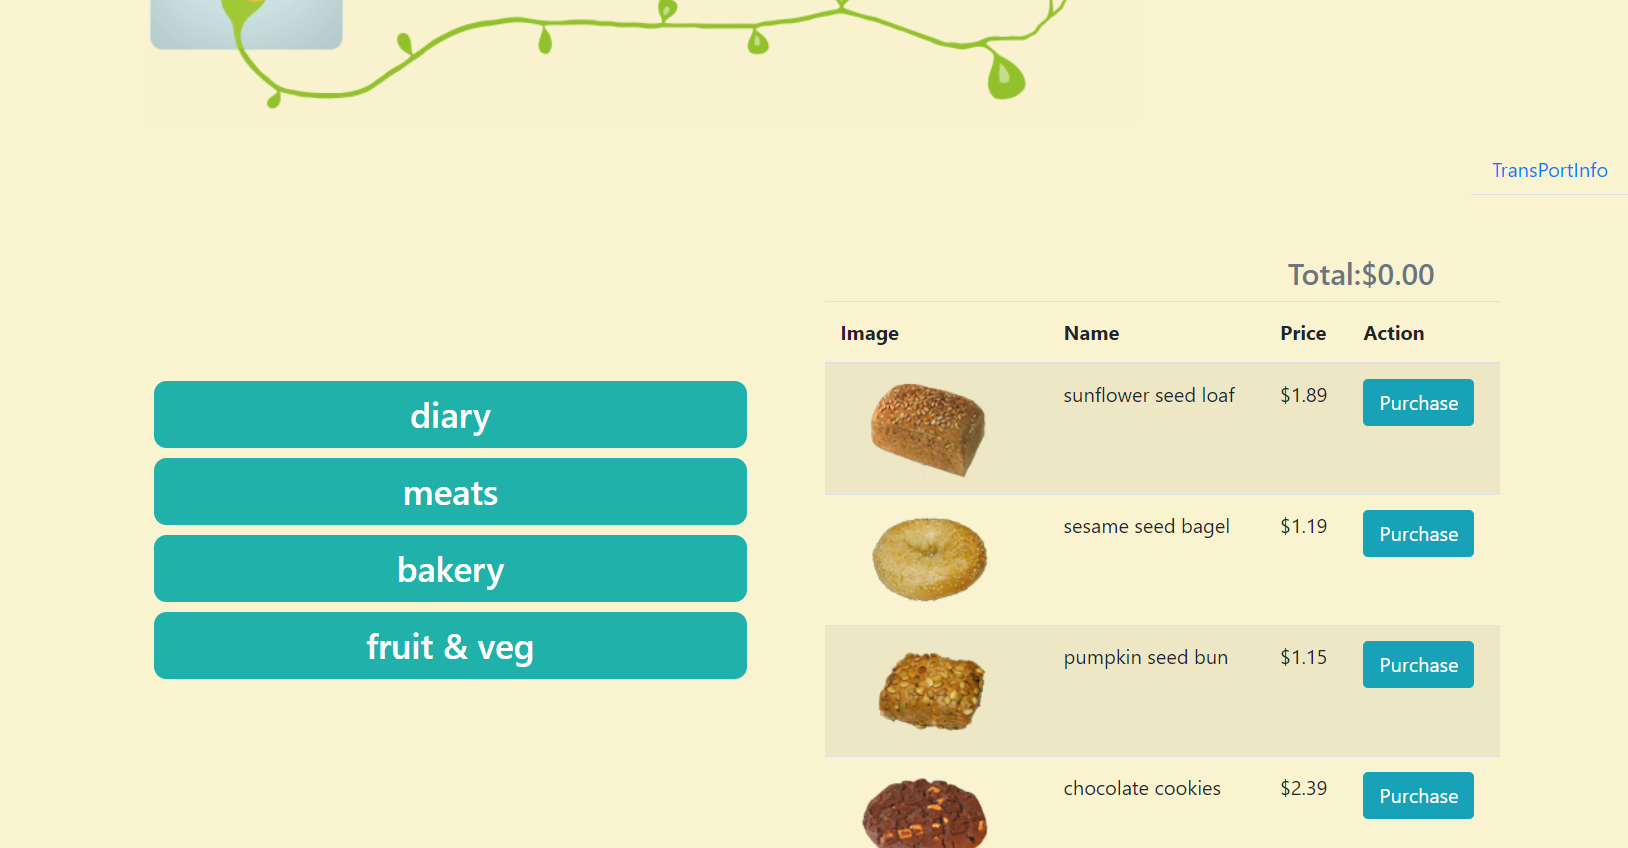 TransPortInfo
Total:$0.00
Image Name Price Action
diary
meats
bakery
fruit & veg
sunflower seed loaf $1.89 Purchase
sesame seed bagel $1.19 Purchase
pumpkin seed bun $1.15 Purchase
chocolate cookies $2.39 Purchase